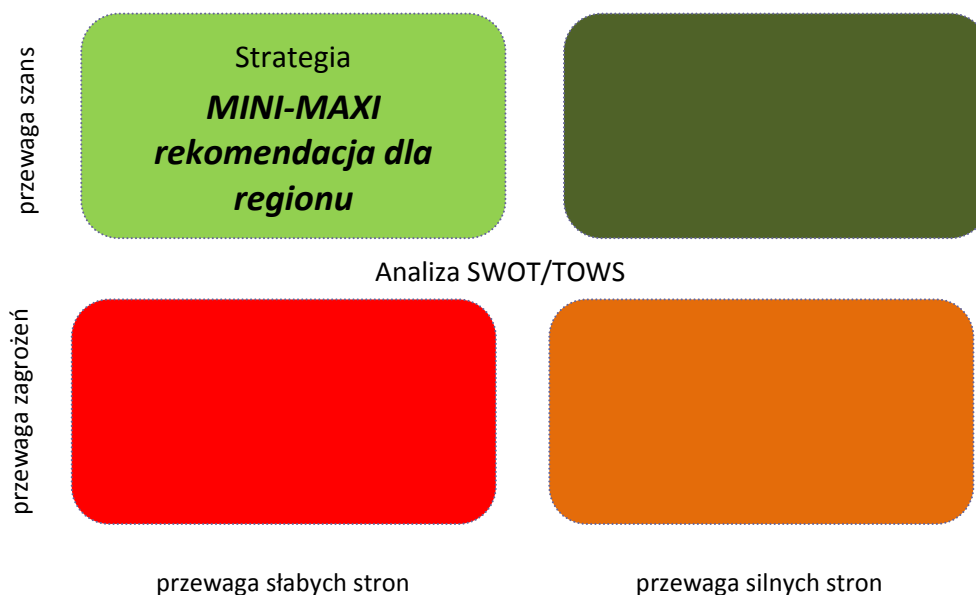 przewaga szans
Strategia
MINI-MAXI
rekomendacja dla
regionu
Analiza SWOT/TOWS
przewaga zagrożeń
przewaga słabych stron
przewaga silnych stron